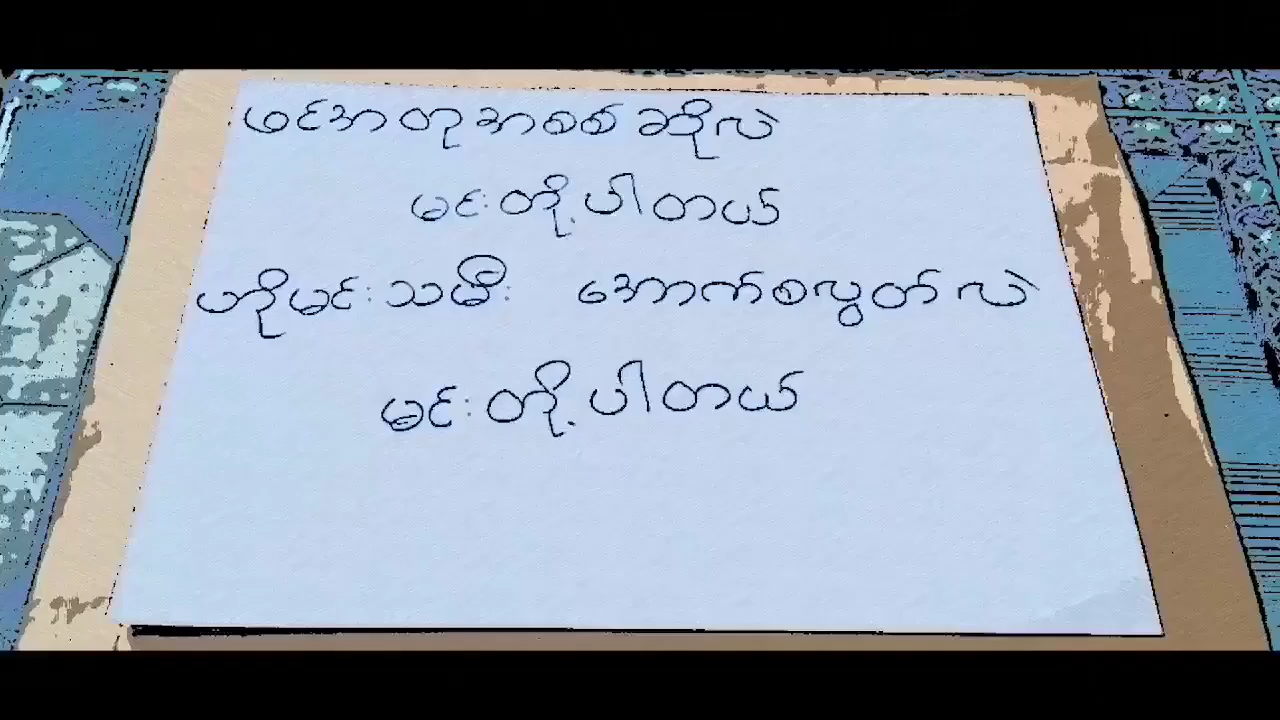 ဖင်အာတုအစစ် ဆိုလဲ
မင်းတို့ပါတယ်
ဟိုမင်းသမီး အောက်စလွတ်လဲ
မင်းတို့ပါတယ်